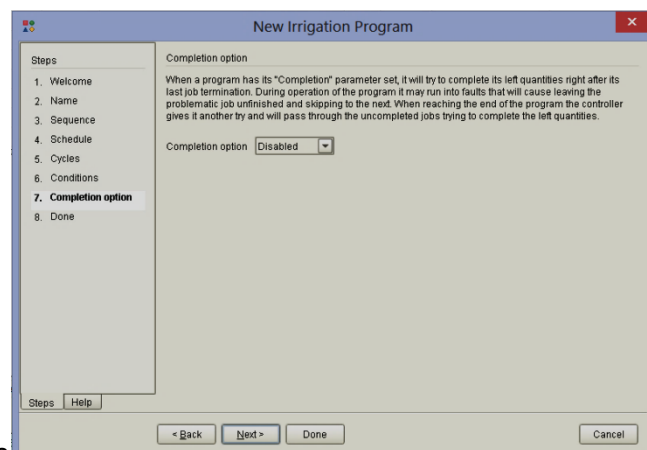 New Irrigation Program
Steps
1. Welcome
2. Name
3. Sequence
4. Schedule
5. Cycles
6. Conditions
7. Completion option
8. Done
Completion option
When a program has its "Completion" parameter set, it will try to complete its left quantities right after its
last job termination. During operation of the program it may run into faults that will cause leaving the
problematic job unfinished and skipping to the next. When reaching the end of the program the controller
gives it another try and will pass through the uncompleted jobs trying to complete the left quantities.
Completion option Disabled
Steps Help
< Back Next > Done Cancel